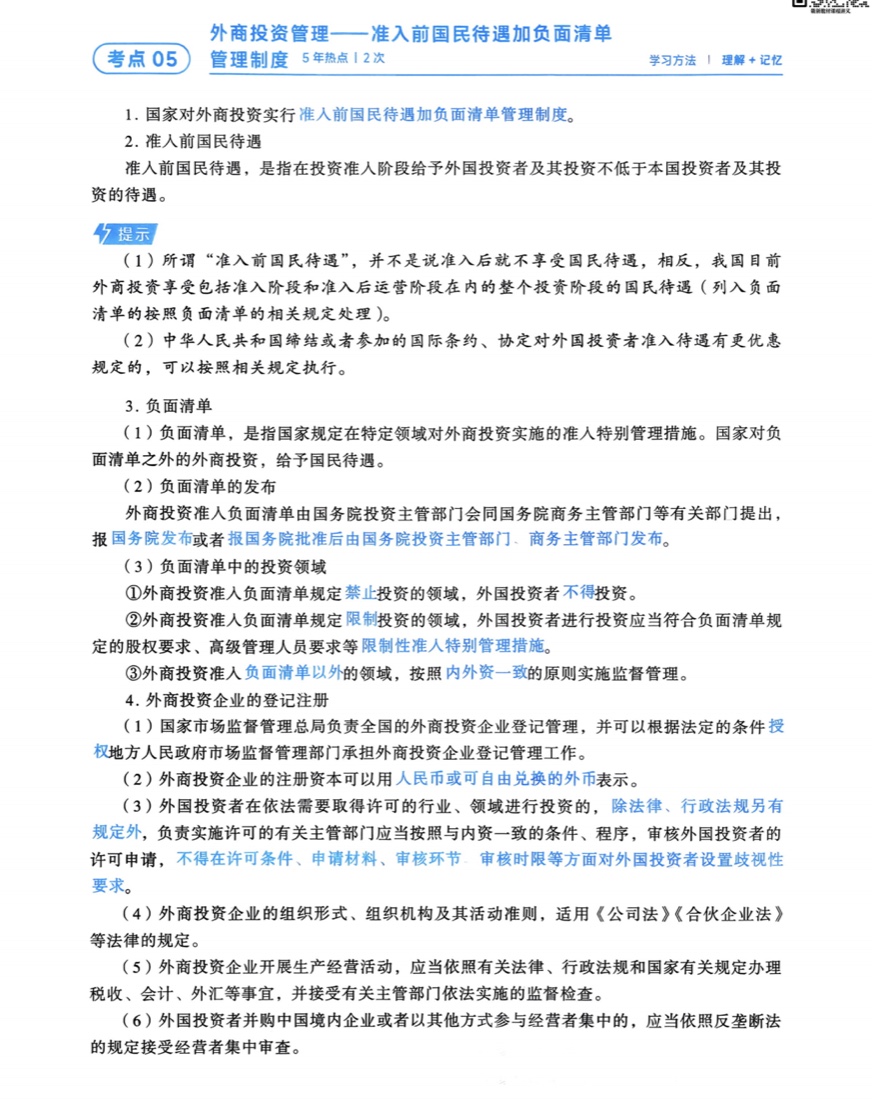 外商投资管理——准入前国民待遇加负面清单
考点 05
管理制度 5年热点 | 2次
学习方法 | 理解+记忆
1. 国家对外商投资实行准入前国民待遇加负面清单管理制度。
2. 准入前国民待遇
准入前国民待遇，是指在投资准入阶段给予外国投资者及其投资不低于本国投资者及其投
资的待遇。
提示
（1）所谓“准入前国民待遇”，并不是说准入后就不享受国民待遇，相反，我国目前
外商投资享受包括准入阶段和准入后运营阶段在内的整个投资阶段的国民待遇（列入负面
清单的按照负面清单的相关规定处理）。
（2）中华人民共和国缔结或者参加的国际条约、协定对外国投资者准入待遇有更优惠
规定的，可以按照相关规定执行。
3. 负面清单
（1）负面清单，是指国家规定在特定领域对外商投资实施的准入特别管理措施。国家对负
面清单之外的外商投资，给予国民待遇。
（2）负面清单的发布
外商投资准入负面清单由国务院投资主管部门会同国务院商务主管部门等有关部门提出，
报国务院发布或者报国务院批准后由国务院投资主管部门、商务主管部门发布。
（3）负面清单中的投资领域
①外商投资准入负面清单规定禁止投资的领域，外国投资者不得投资。
②外商投资准入负面清单规定限制投资的领域，外国投资者进行投资应当符合负面清单规
定的股权要求、高级管理人员要求等限制性准入特别管理措施。
③外商投资准入负面清单以外的领域，按照内外资一致的原则实施监督管理。
4. 外商投资企业的登记注册
（1）国家市场监督管理总局负责全国的外商投资企业登记管理，并可以根据法定的条件授
权地方人民政府市场监督管理部门承担外商投资企业登记管理工作。
（2）外商投资企业的注册资本可以用人民币或可自由兑换的外币表示。
（3）外国投资者在依法需要取得许可的行业、领域进行投资的，除法律、行政法规另有
规定外，负责实施许可的有关主管部门应当按照与内资一致的条件、程序，审核外国投资者的
许可申请，不得在许可条件、申请材料、审核环节、审核时限等方面对外国投资者设置歧视性
要求。
（4）外商投资企业的组织形式、组织机构及其活动准则，适用《公司法》《合伙企业法》
等法律的规定。
（5）外商投资企业开展生产经营活动，应当依照有关法律、行政法规和国家有关规定办理
税收、会计、外汇等事宜，并接受有关主管部门依法实施的监督检查。
（6）外国投资者并购中国境内企业或者以其他方式参与经营者集中的，应当依照反垄断法
的规定接受经营者集中审查。